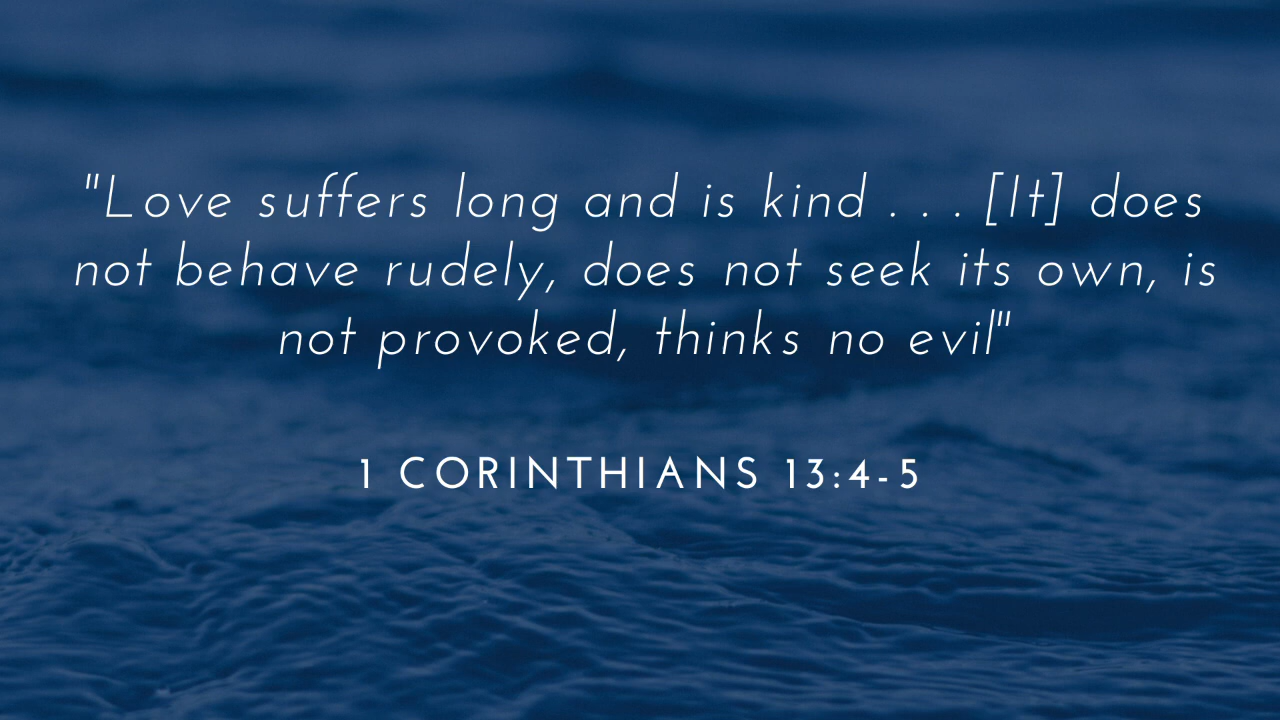 "Love suffers long and is kind . . . [It] does
not behave rudely, does not seek its own, is
not provoked, thinks no evil"
1 CORINTHIANS 13:4-5